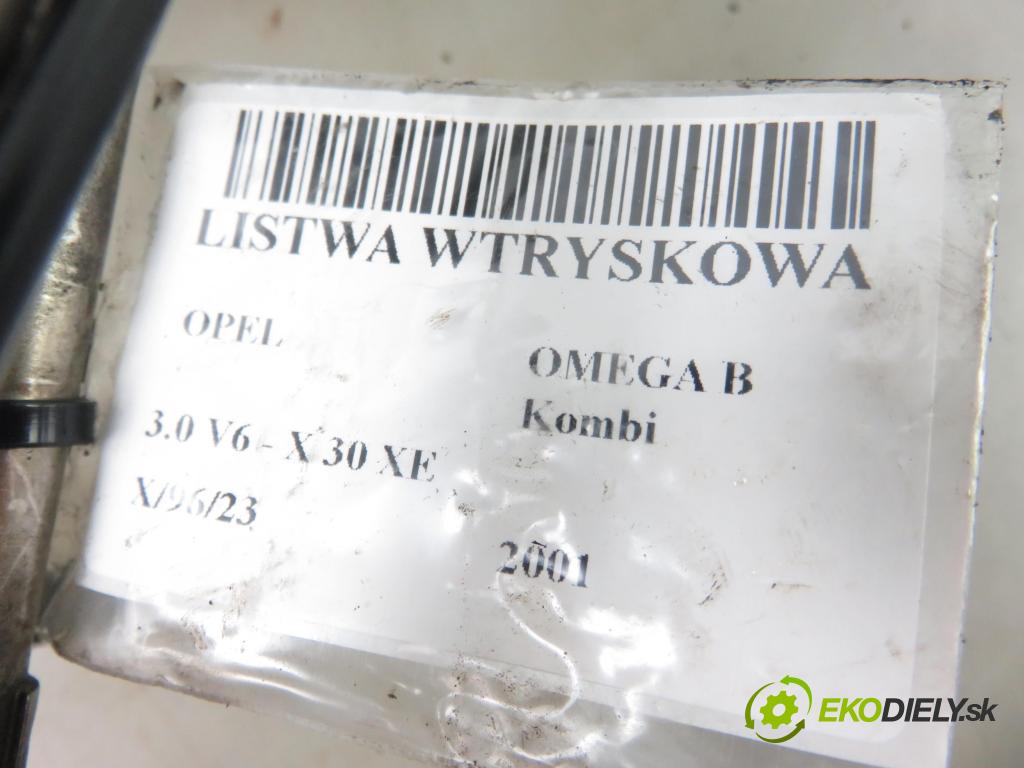 LISTWA WTRYSKOWA
OPEL
OMEGA B
Kombi
3.0 V6 - X 30 XE
X/96/23
2001
EKODIELY.sk